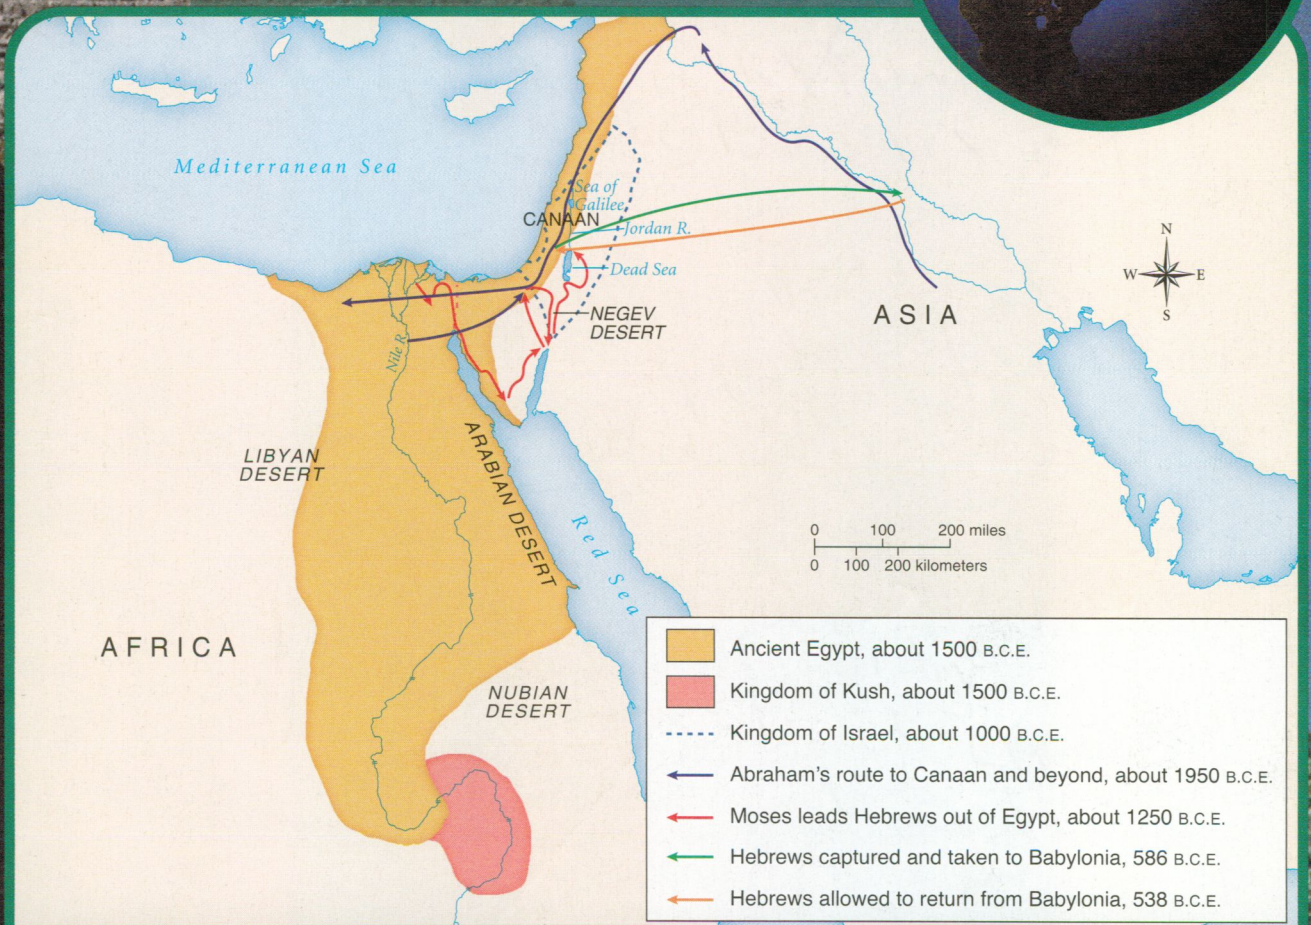 Mediterranean Sea
Sea of
Galilee
CANAAN
Jordan R.
Dead Sea
NEGEV
DESERT
ASIA
N
W E
S
Nile R.
LIBYAN
DESERT
ARABIAN DESERT
Red Sea
0 100 200 miles
0 100 200 kilometers
AFRICA
NUBIAN
DESERT
Ancient Egypt, about 1500 B.C.E.
Kingdom of Kush, about 1500 B.C.E.
Kingdom of Israel, about 1000 B.C.E.
Abraham's route to Canaan and beyond, about 1950 B.C.E.
Moses leads Hebrews out of Egypt, about 1250 B.C.E.
Hebrews captured and taken to Babylonia, 586 B.C.E.
Hebrews allowed to return from Babylonia, 538 B.C.E.